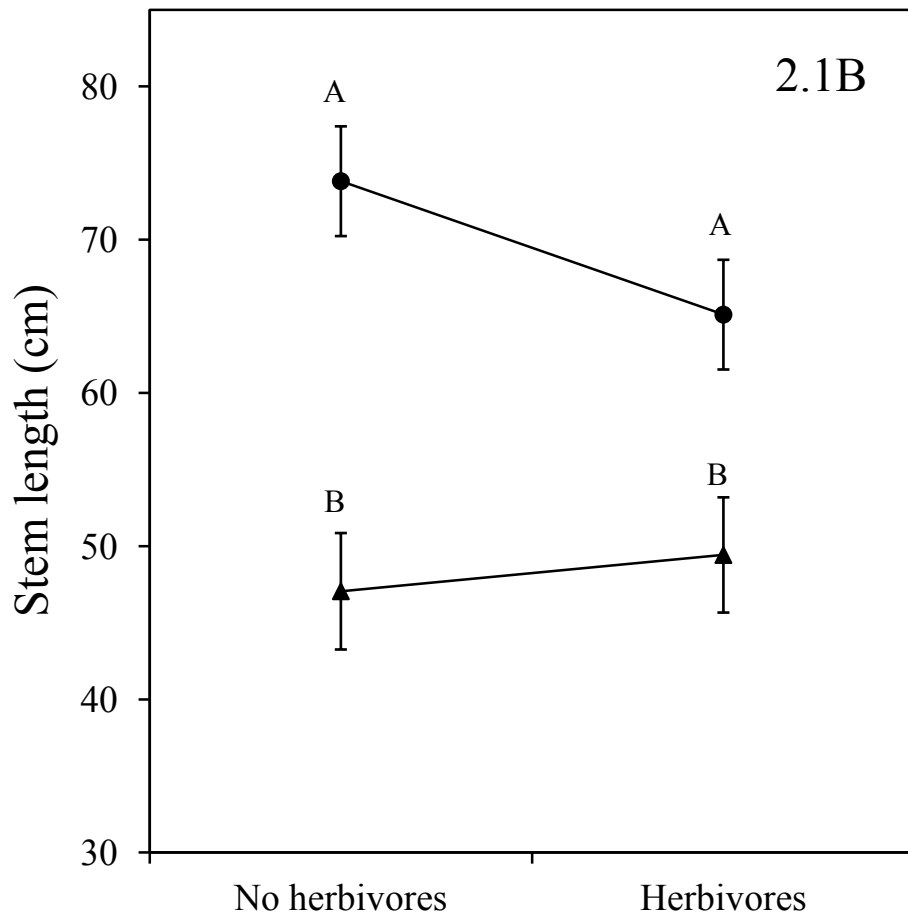 2.1B
80
70
60
50
40
30
Stem length (cm)
A
A
B
B
No herbivores
Herbivores